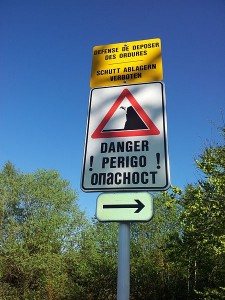 DEFENSE DE DEPOSER
DES ORDURES
SCHUTT ABLAGERN
VERBOTEN
DANGER
! PERIGO !
ОПАСНОСТ